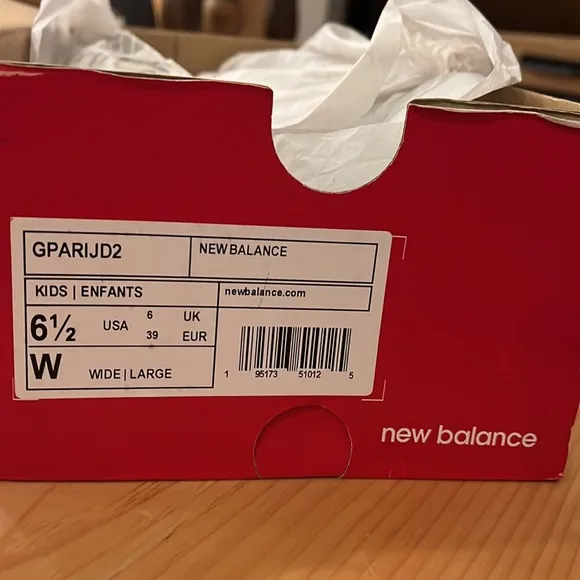 GPARIJD2
NEW BALANCE
KIDS | ENFANTS
newbalance.com
6½ USA 6 UK
39 EUR
W WIDE | LARGE
1 95173 51012 5
new balance